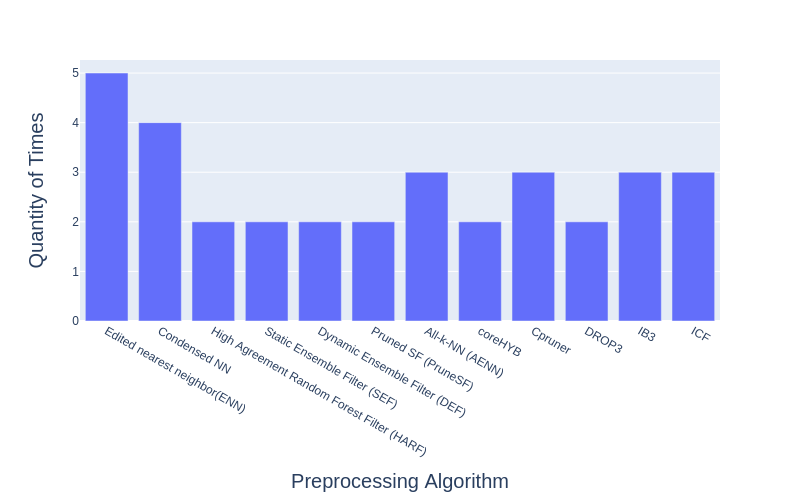 Quantity of Times
5
4
3
2
1
0
Edited nearest neighbor(ENN)
Condensed NN
High Agreement Random Forest Filter (HARF)
Static Ensemble Filter (SEF)
Dynamic Ensemble Filter (DEF)
Pruned SF (PruneSF)
All-k-NN (AENN)
coreHYB
Cpruner
DROP3
IB3
ICF
Preprocessing Algorithm